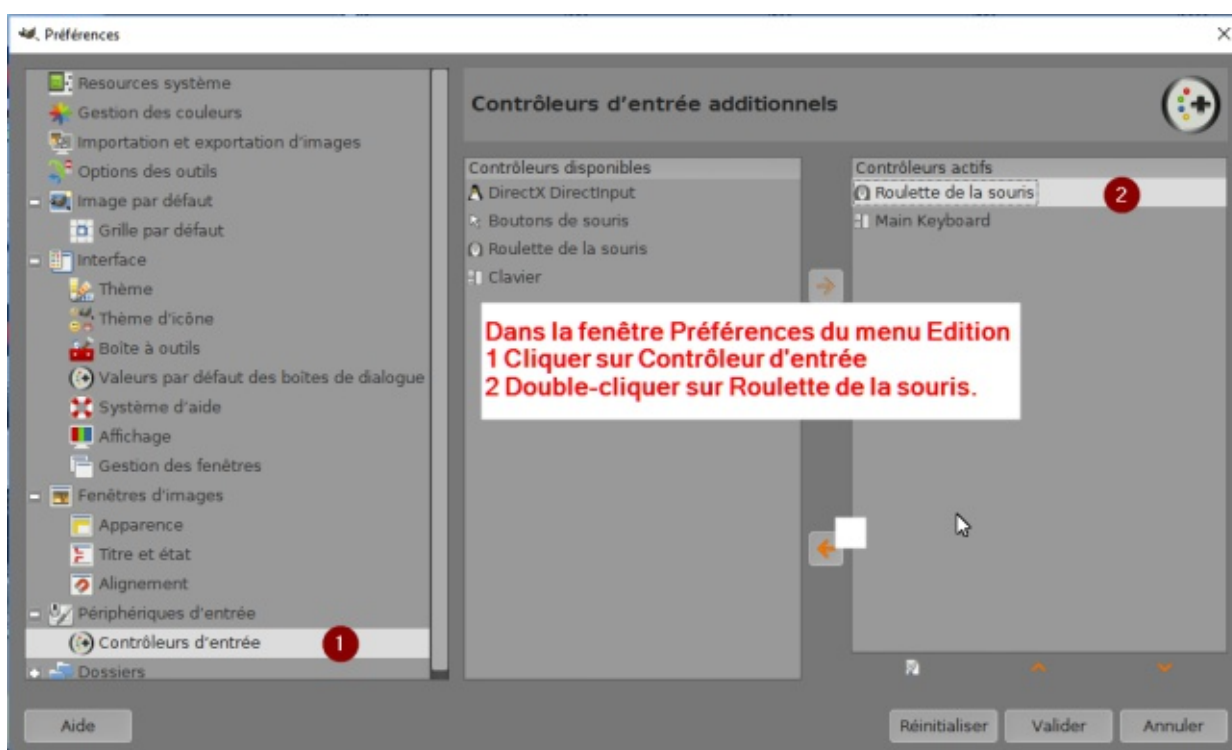 Préférences
Resources système
Gestion des couleurs
Importation et exportation d'images
Options des outils
Image par défaut
Grille par défaut
Interface
Thème
Thème d'icône
Boîte à outils
Valeurs par défaut des boîtes de dialogue
Système d'aide
Affichage
Gestion des fenêtres
Fenêtres d'images
Apparence
Titre et état
Alignement
Périphériques d'entrée
Contrôleurs d'entrée 1
Dossiers
Contrôleurs d'entrée additionnels
Contrôleurs disponibles
DirectX DirectInput
Boutons de souris
Roulette de la souris
Clavier
Contrôleurs actifs
Roulette de la souris 2
Main Keyboard
Dans la fenêtre Préférences du menu Edition
1 Cliquer sur Contrôleur d'entrée
2 Double-cliquer sur Roulette de la souris.
Aide
Réinitialiser
Valider
Annuler